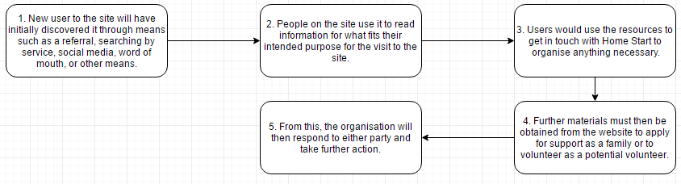 1. New user to the site will have
initially discovered it through means
such as a referral, searching by
service, social media, word of
mouth, or other means.
2. People on the site use it to read
information for what fits their
intended purpose for the visit to the
site.
3. Users would use the resources to
get in touch with Home Start to
organise anything necessary.
4. Further materials must then be
obtained from the website to apply
for support as a family or to
volunteer as a potential volunteer.
5. From this, the organisation will
then respond to either party and
take further action.